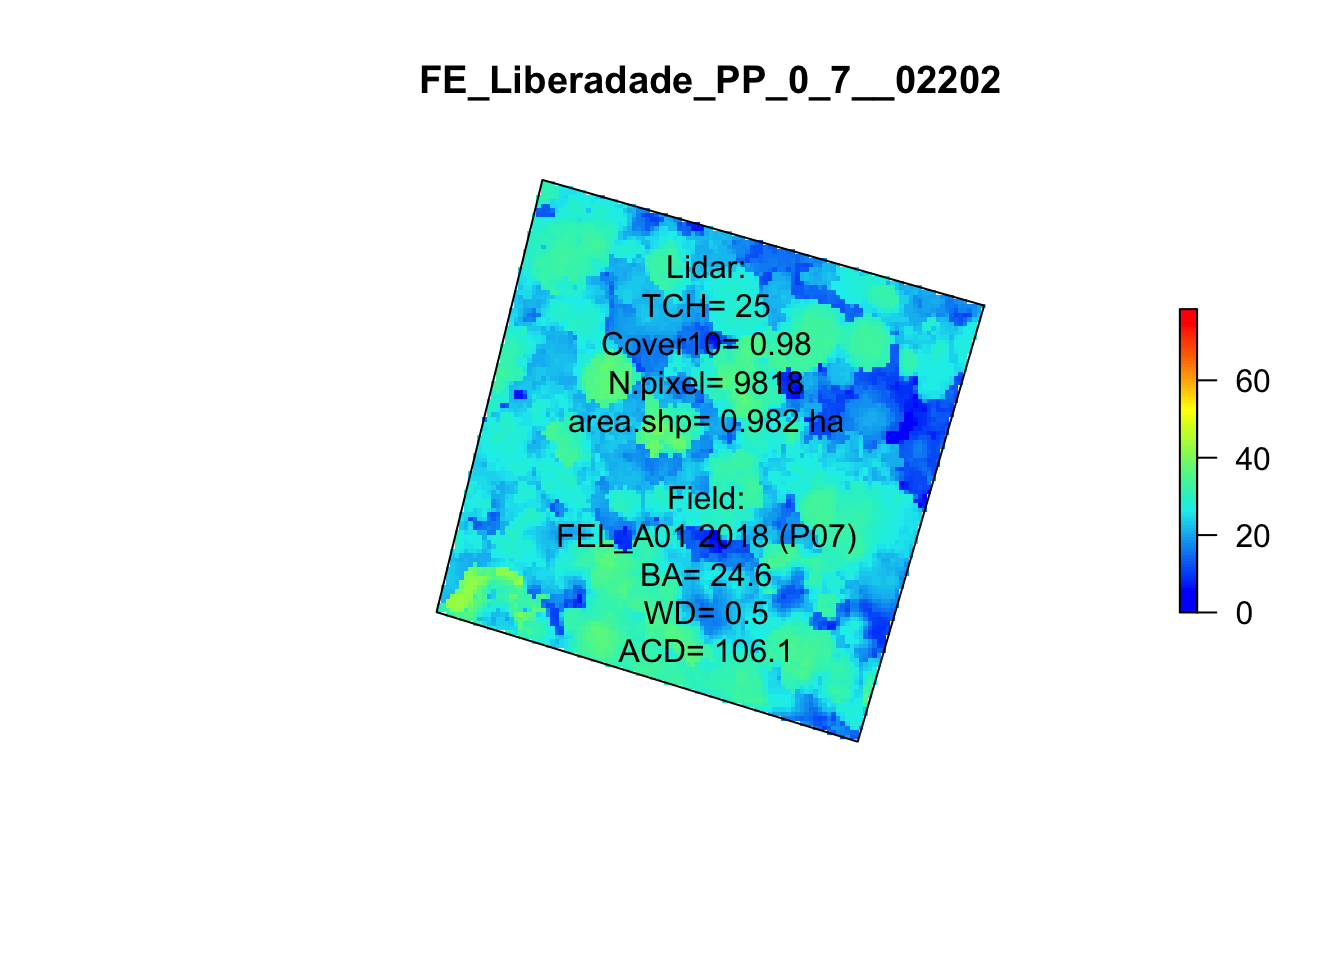 FE_Liberadade_PP_0_7__02202
Lidar:
TCH= 25
Cover10= 0.98
N.pixel= 9818
area.shp= 0.982 ha
Field:
FEL_A01 2018 (P07)
BA= 24.6
WD= 0.5
ACD= 106.1
60
40
20
0